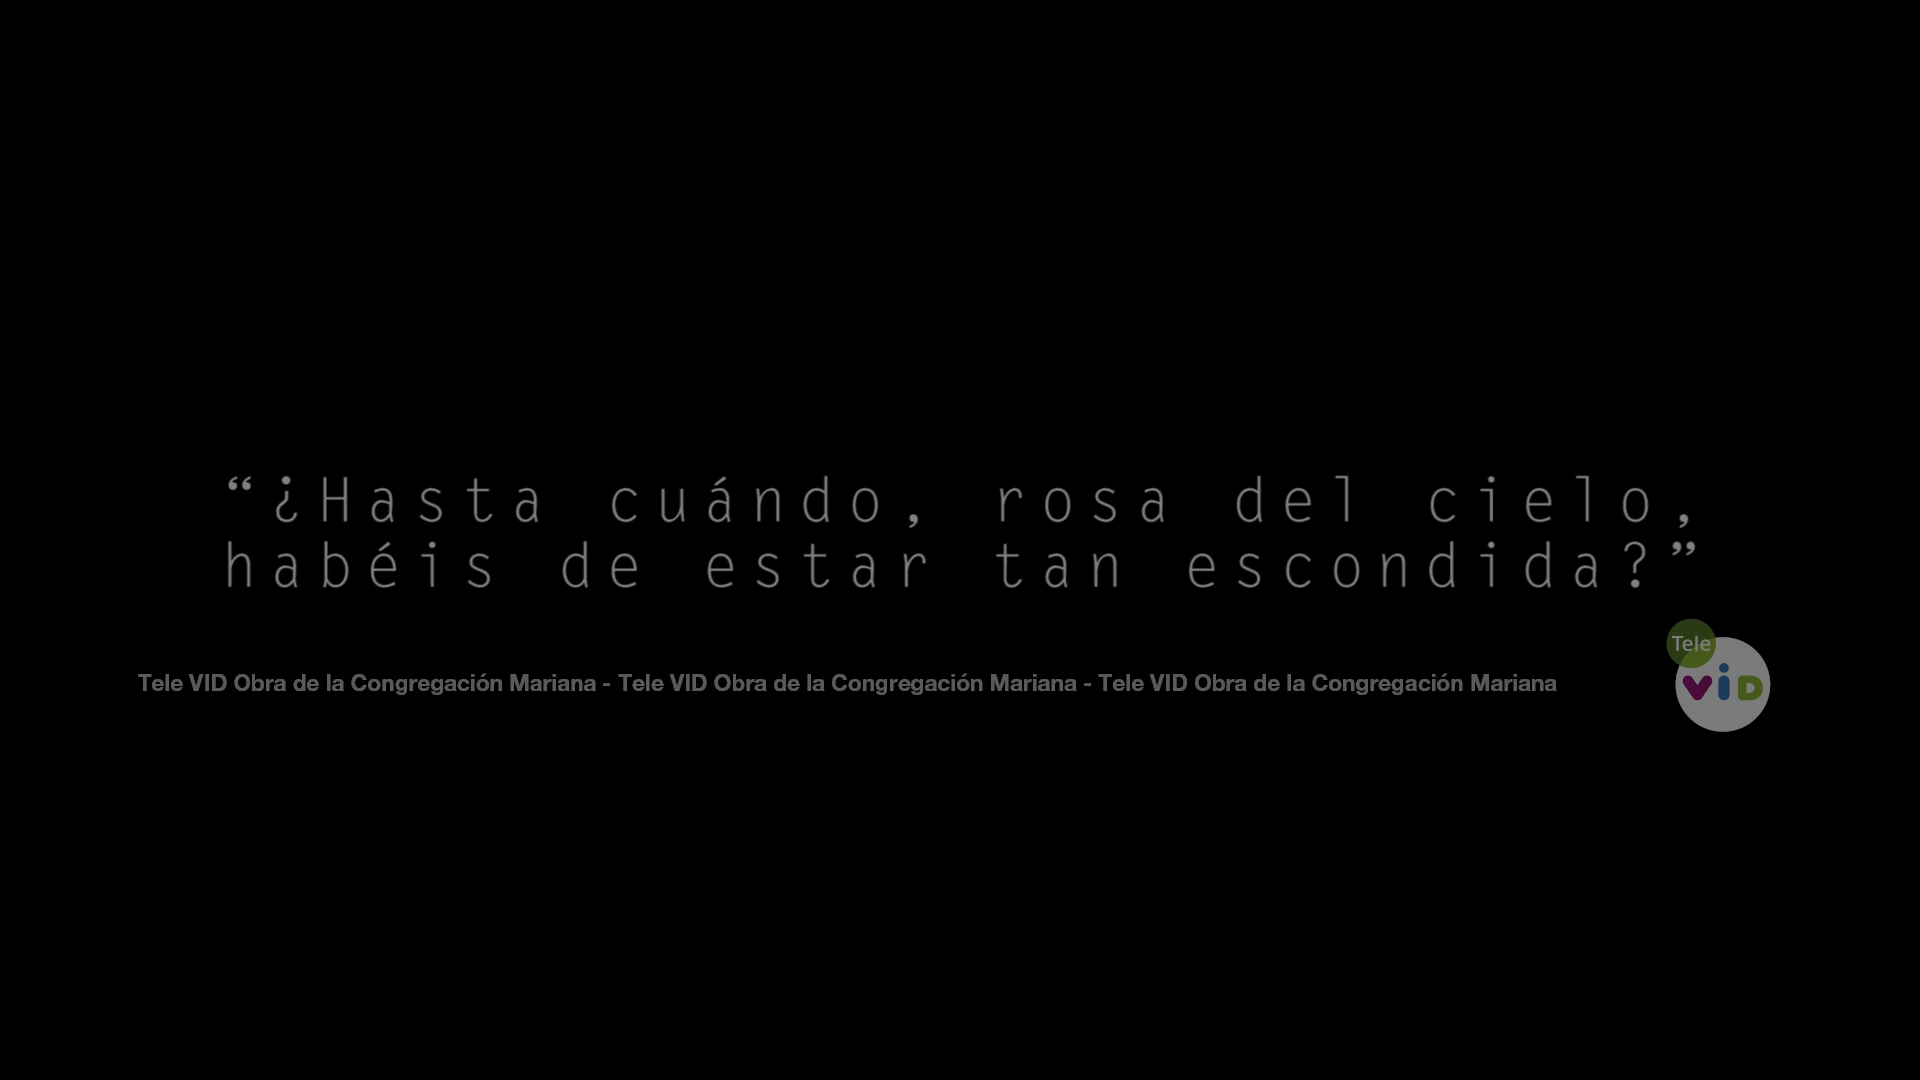 “¿Hasta cuándo, rosa del cielo,
habéis de estar tan escondida?”
Tele
VID
Tele VID Obra de la Congregación Mariana - Tele VID Obra de la Congregación Mariana - Tele VID Obra de la Congregación Mariana